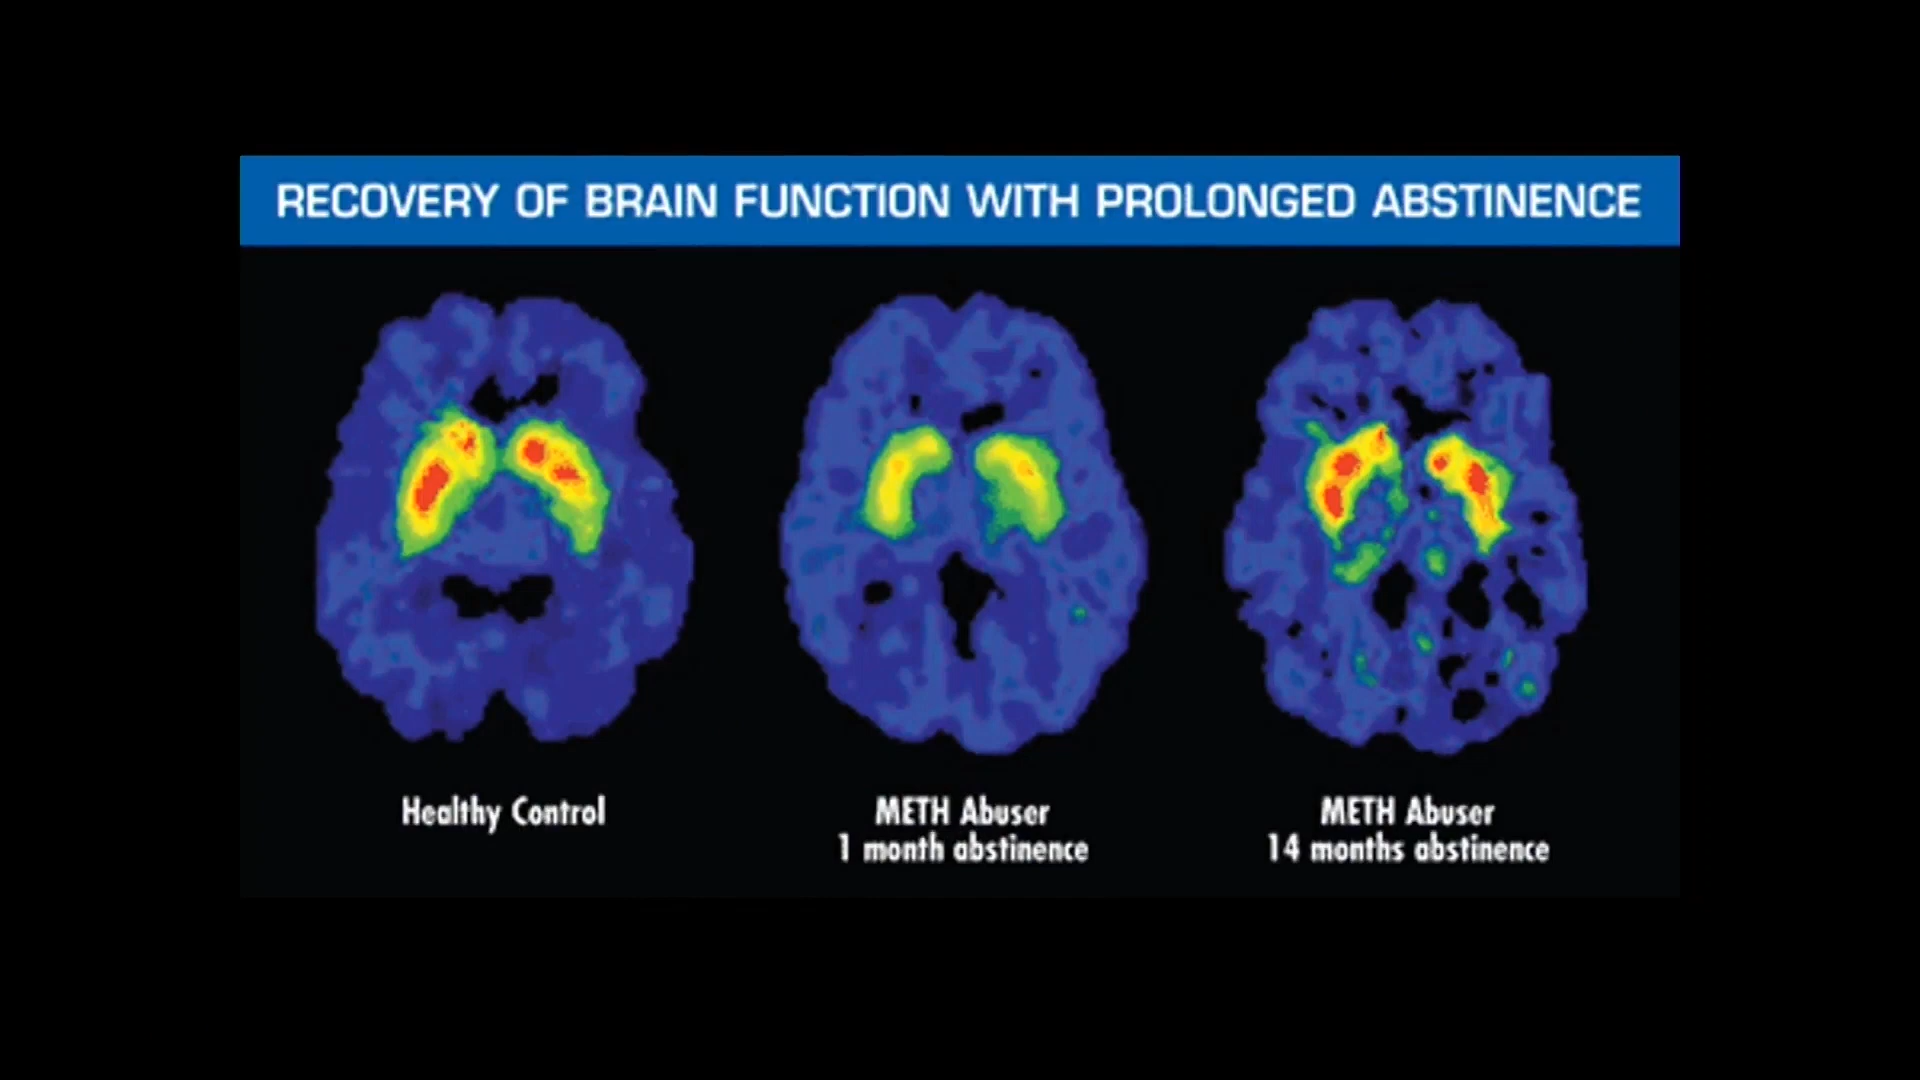 RECOVERY OF BRAIN FUNCTION WITH PROLONGED ABSTINENCE
Healthy Control
METH Abuser
1 month abstinence
METH Abuser
14 months abstinence